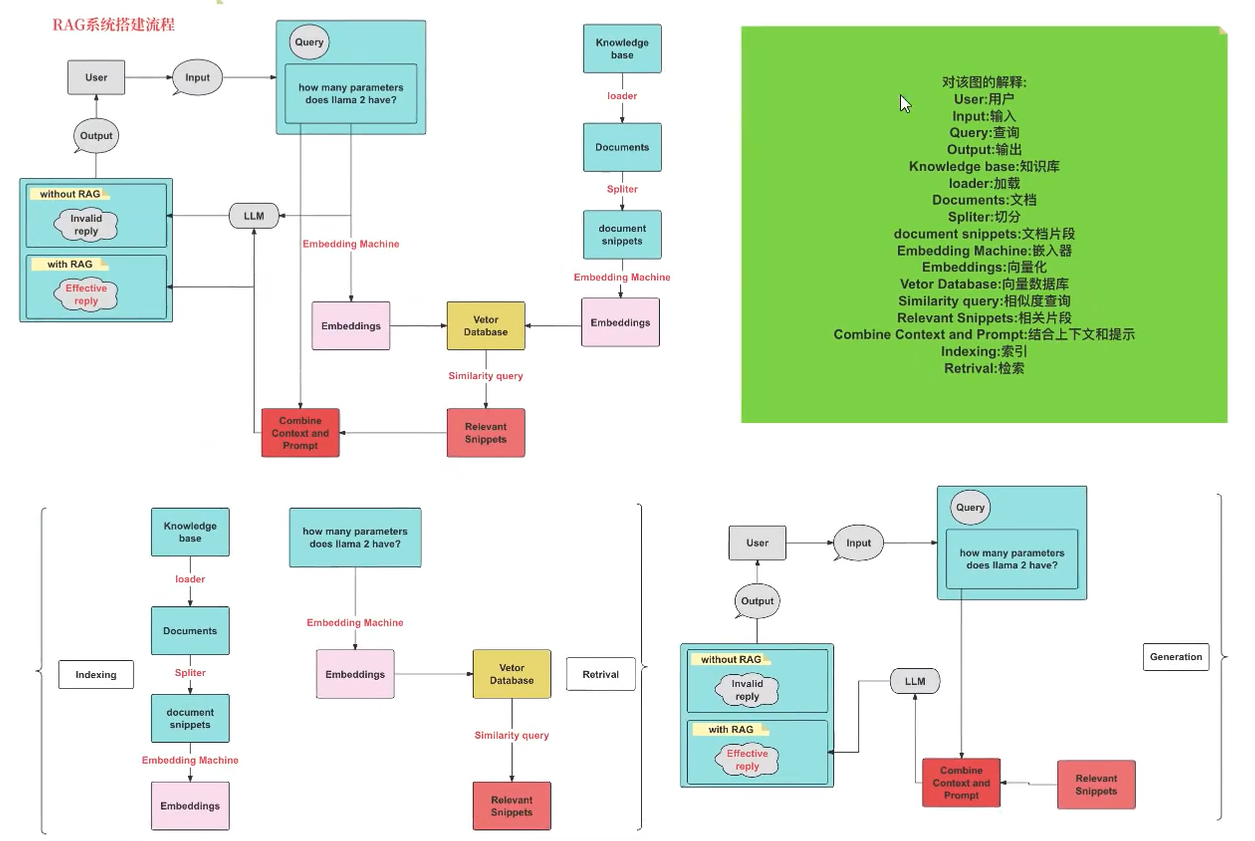 RAG系统搭建流程
User
Input
Query
how many parameters
does llama 2 have?
Output
without RAG
Invalid
reply
with RAG
Effective
reply
LLM
Embedding Machine
Embeddings
Vetor
Database
Similarity query
Combine
Context and
Prompt
Relevant
Snippets
Knowledge
base
loader
Documents
Spliter
document
snippets
Embedding Machine
Embeddings
对该图的解释:
User:用户
Input:输入
Query:查询
Output:输出
Knowledge base:知识库
loader:加载
Documents:文档
Spliter:切分
document snippets:文档片段
Embedding Machine:嵌入器
Embeddings:向量化
Vetor Database:向量数据库
Similarity query:相似度查询
Relevant Snippets:相关片段
Combine Context and Prompt:结合上下文和提示
Indexing:索引
Retrival:检索
Indexing
Knowledge
base
loader
Documents
Spliter
document
snippets
Embedding Machine
Embeddings
how many parameters
does llama 2 have?
Embedding Machine
Embeddings
Vetor
Database
Similarity query
Relevant
Snippets
Retrival
User
Input
Query
how many parameters
does llama 2 have?
Output
without RAG
Invalid
reply
with RAG
Effective
reply
LLM
Combine
Context and
Prompt
Relevant
Snippets
Generation